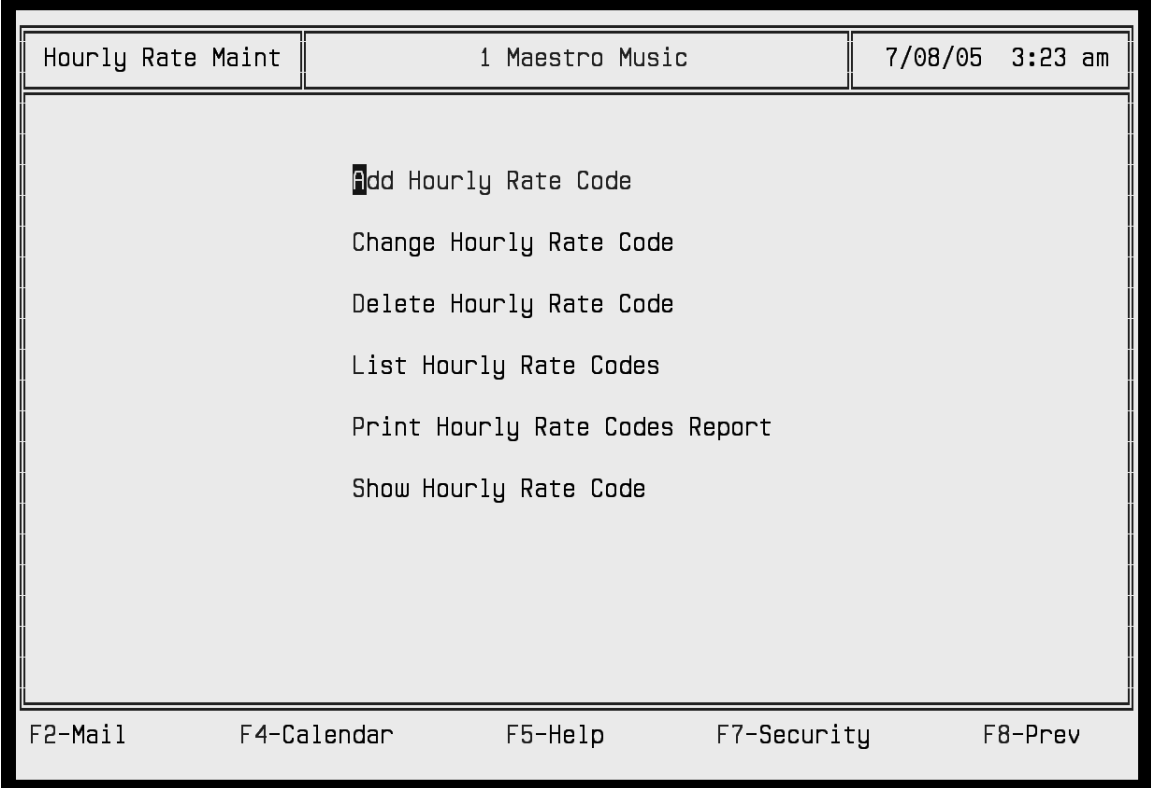 Hourly Rate Maint 1 Maestro Music 7/08/05 3:23 am
Add Hourly Rate Code
Change Hourly Rate Code
Delete Hourly Rate Code
List Hourly Rate Codes
Print Hourly Rate Codes Report
Show Hourly Rate Code
F2-Mail F4-Calendar F5-Help F7-Security F8-Prev